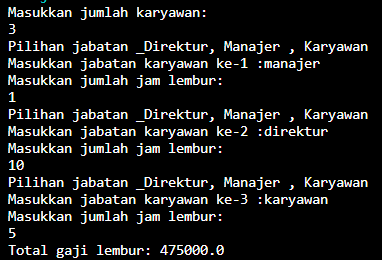 Masukkan jumlah karyawan:
3
Pilihan jabatan _Direktur, Manajer , Karyawan
Masukkan jabatan karyawan ke-1 :manajer
Masukkan jumlah jam lembur:
1
Pilihan jabatan _Direktur, Manajer , Karyawan
Masukkan jabatan karyawan ke-2 :direktur
Masukkan jumlah jam lembur:
10
Pilihan jabatan _Direktur, Manajer , Karyawan
Masukkan jabatan karyawan ke-3 :karyawan
Masukkan jumlah jam lembur:
5
Total gaji lembur: 475000.0